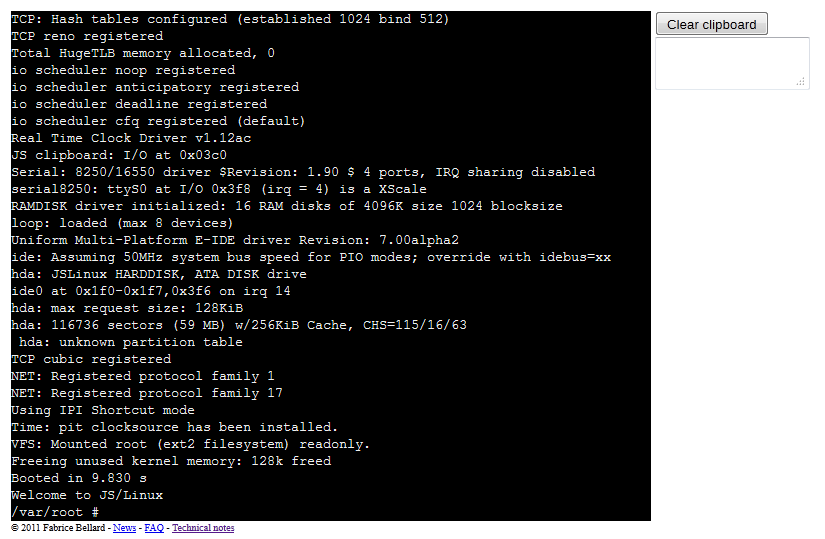 TCP: Hash tables configured (established 1024 bind 512)
TCP reno registered
Total HugeTLB memory allocated, 0
io scheduler noop registered
io scheduler anticipatory registered
io scheduler deadline registered
io scheduler cfq registered (default)
Real Time Clock Driver v1.12ac
JS clipboard: I/O at 0x03c0
Serial: 8250/16550 driver $Revision: 1.90 $ 4 ports, IRQ sharing disabled
serial8250: ttyS0 at I/O 0x3f8 (irq = 4) is a XScale
RAMDISK driver initialized: 16 RAM disks of 4096K size 1024 blocksize
loop: loaded (max 8 devices)
Uniform Multi-Platform E-IDE driver Revision: 7.00alpha2
ide: Assuming 50MHz system bus speed for PIO modes; override with idebus=xx
hda: JSLinux HARDDISK, ATA DISK drive
ide0 at 0x1f0-0x1f7,0x3f6 on irq 14
hda: max request size: 128KiB
hda: 116736 sectors (59 MB) w/256KiB Cache, CHS=115/16/63
 hda: unknown partition table
TCP cubic registered
NET: Registered protocol family 1
NET: Registered protocol family 17
Using IPI Shortcut mode
Time: pit clocksource has been installed.
VFS: Mounted root (ext2 filesystem) readonly.
Freeing unused kernel memory: 128k freed
Booted in 9.830 s
Welcome to JS/Linux
/var/root #
© 2011 Fabrice Bellard - News - FAQ - Technical notes
Clear clipboard